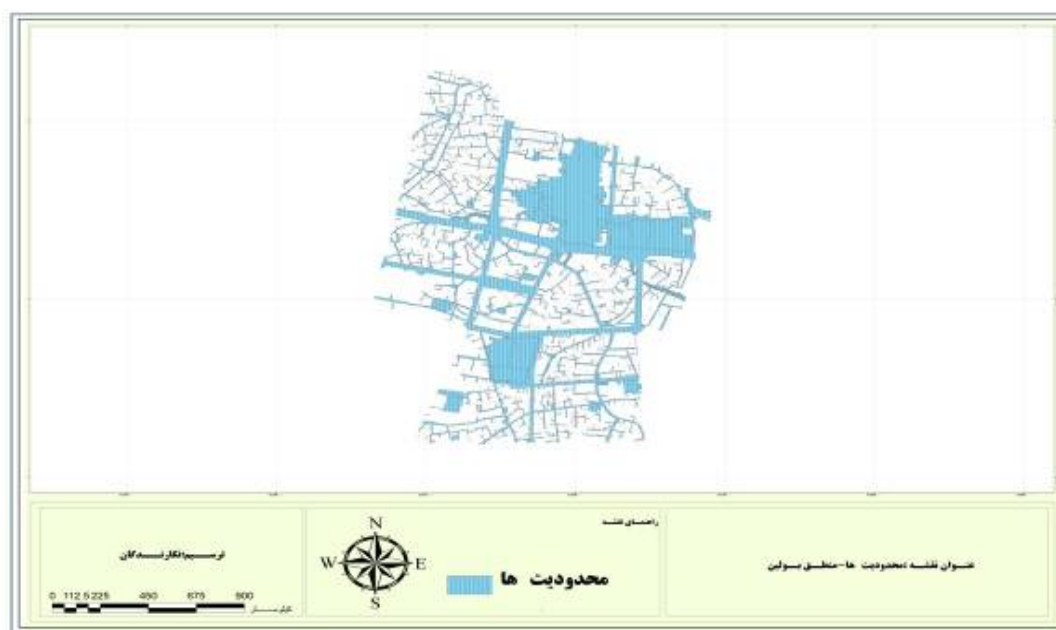 راهنمای نقشه
عنوان نقشه :محدودیت ها-منطق بولین
محدودیت ها
ترسیم:نگارندگان
N
W E
S
0 112.5 225 450 675 900